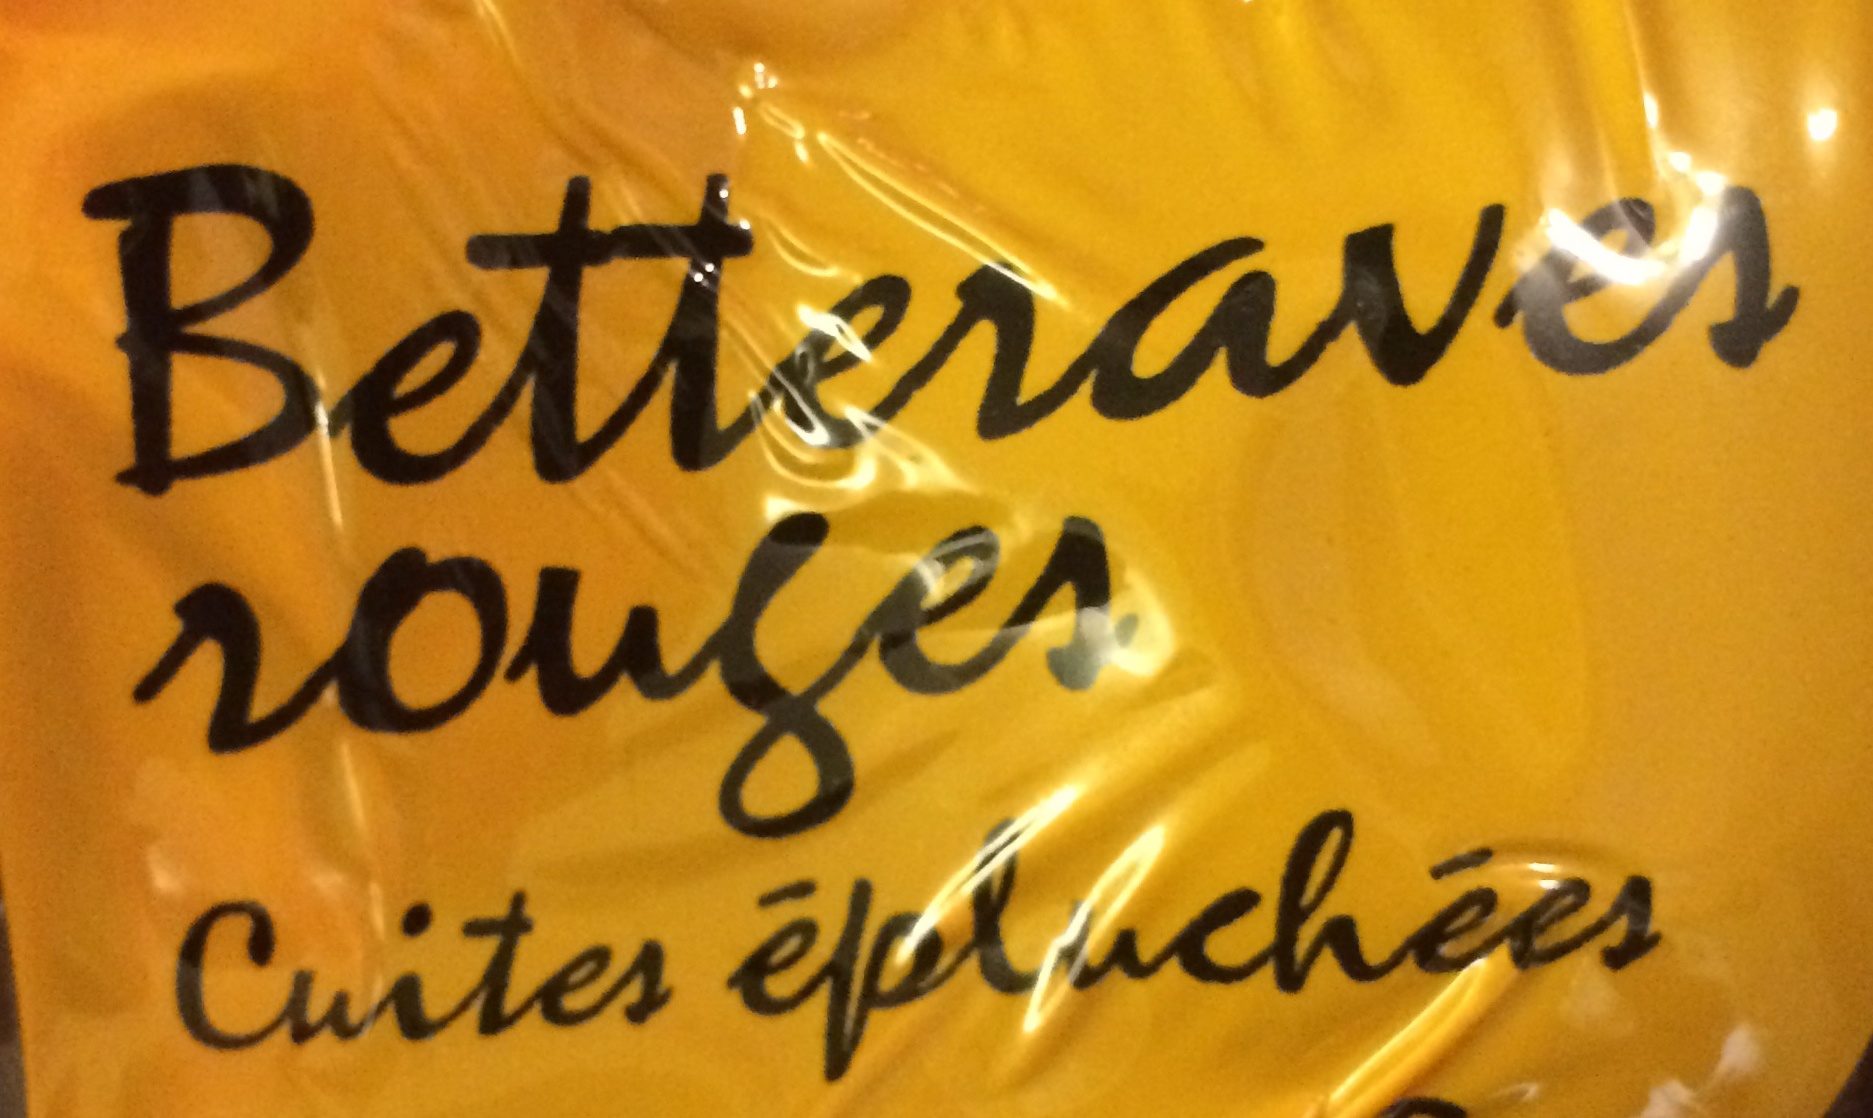 Betteraves
rouges
Cuites épluchées